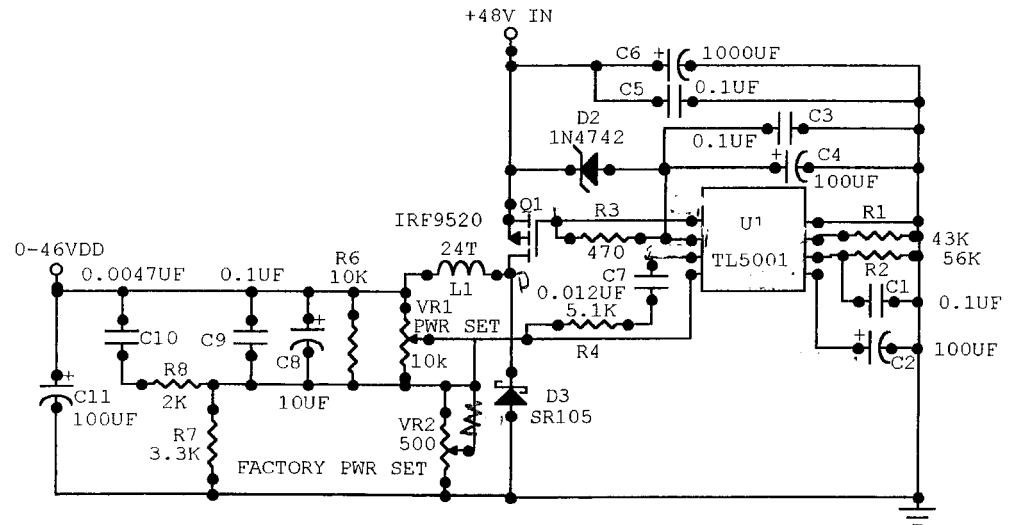 +48V IN
C6 + 1000UF
C5 0.1UF
D2
1N4742
C3
0.1UF
+ C4
100UF
Q1
IRF9520
R3
470
U1
TL5001
R1
43K
56K
R2
0-46VDD
24T
L1
0.0047UF
0.1UF
R6
10K
C7
0.012UF
5.1K
R4
C1
0.1UF
+
C2
100UF
VR1
PWR SET
10k
C10
C9
+
C8
10UF
R8
2K
+
C11
100UF
R7
3.3K
VR2
500
D3
SR105
FACTORY PWR SET